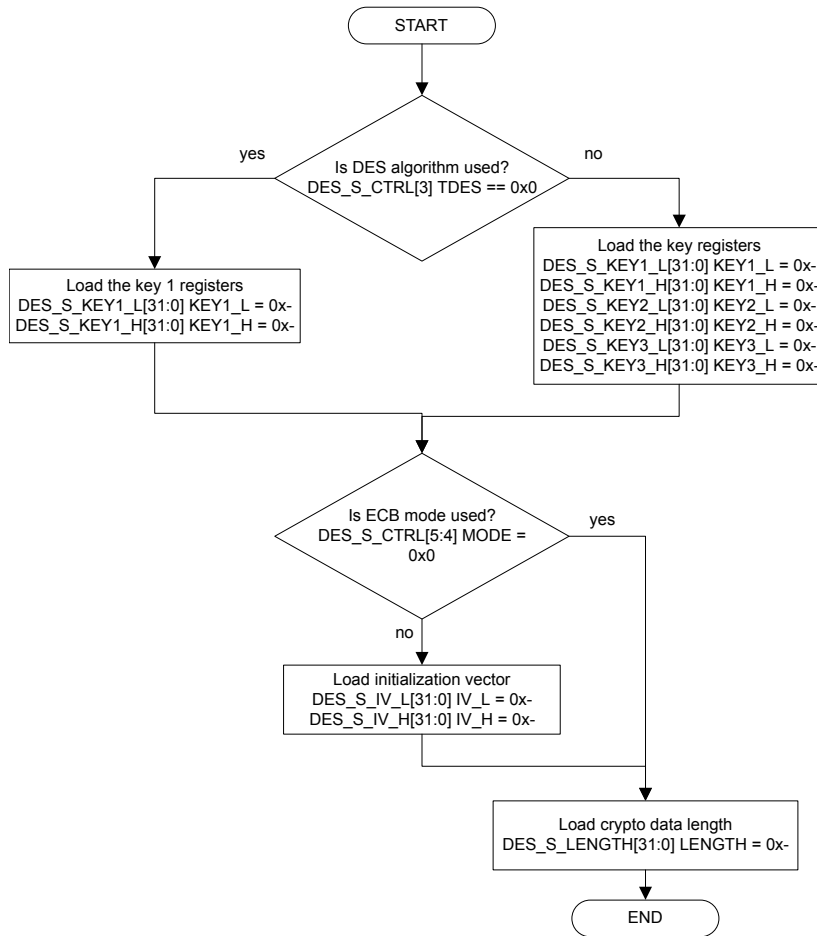 START
Is DES algorithm used?
DES_S_CTRL[3] TDES == 0x0
yes
no
Load the key 1 registers
DES_S_KEY1_L[31:0] KEY1_L = 0x-
DES_S_KEY1_H[31:0] KEY1_H = 0x-
Load the key registers
DES_S_KEY1_L[31:0] KEY1_L = 0x-
DES_S_KEY1_H[31:0] KEY1_H = 0x-
DES_S_KEY2_L[31:0] KEY2_L = 0x-
DES_S_KEY2_H[31:0] KEY2_H = 0x-
DES_S_KEY3_L[31:0] KEY3_L = 0x-
DES_S_KEY3_H[31:0] KEY3_H = 0x-
Is ECB mode used?
DES_S_CTRL[5:4] MODE =
0x0
yes
no
Load initialization vector
DES_S_IV_L[31:0] IV_L = 0x-
DES_S_IV_H[31:0] IV_H = 0x-
Load crypto data length
DES_S_LENGTH[31:0] LENGTH = 0x-
END